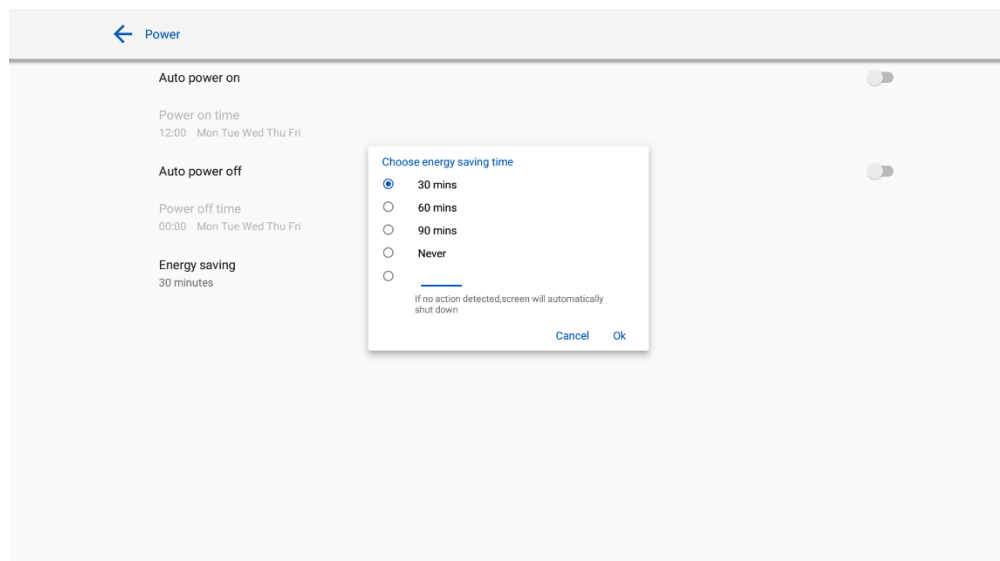 Power
Auto power on
Power on time
12:00 Mon Tue Wed Thu Fri
Auto power off
Power off time
00:00 Mon Tue Wed Thu Fri
Energy saving
30 minutes
Choose energy saving time
30 mins
60 mins
90 mins
Never
If no action detected,screen will automatically
shut down
Cancel Ok